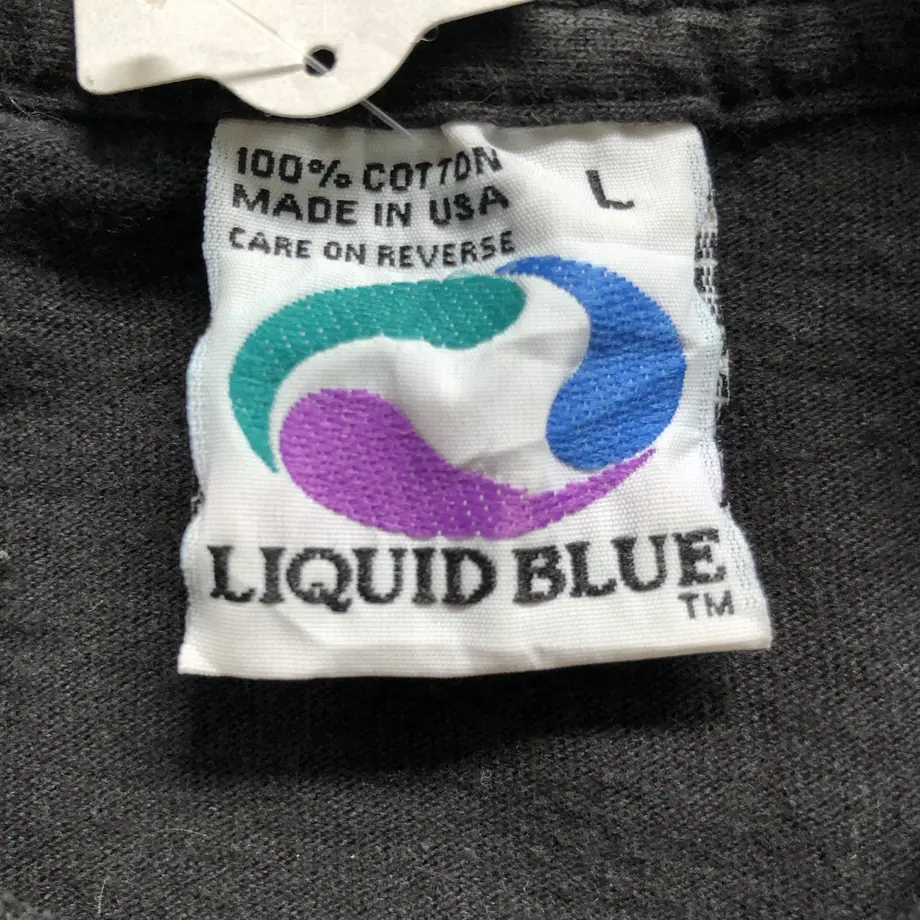 100% COTTON
MADE IN USA
L
CARE ON REVERSE
LIQUID BLUE
TM